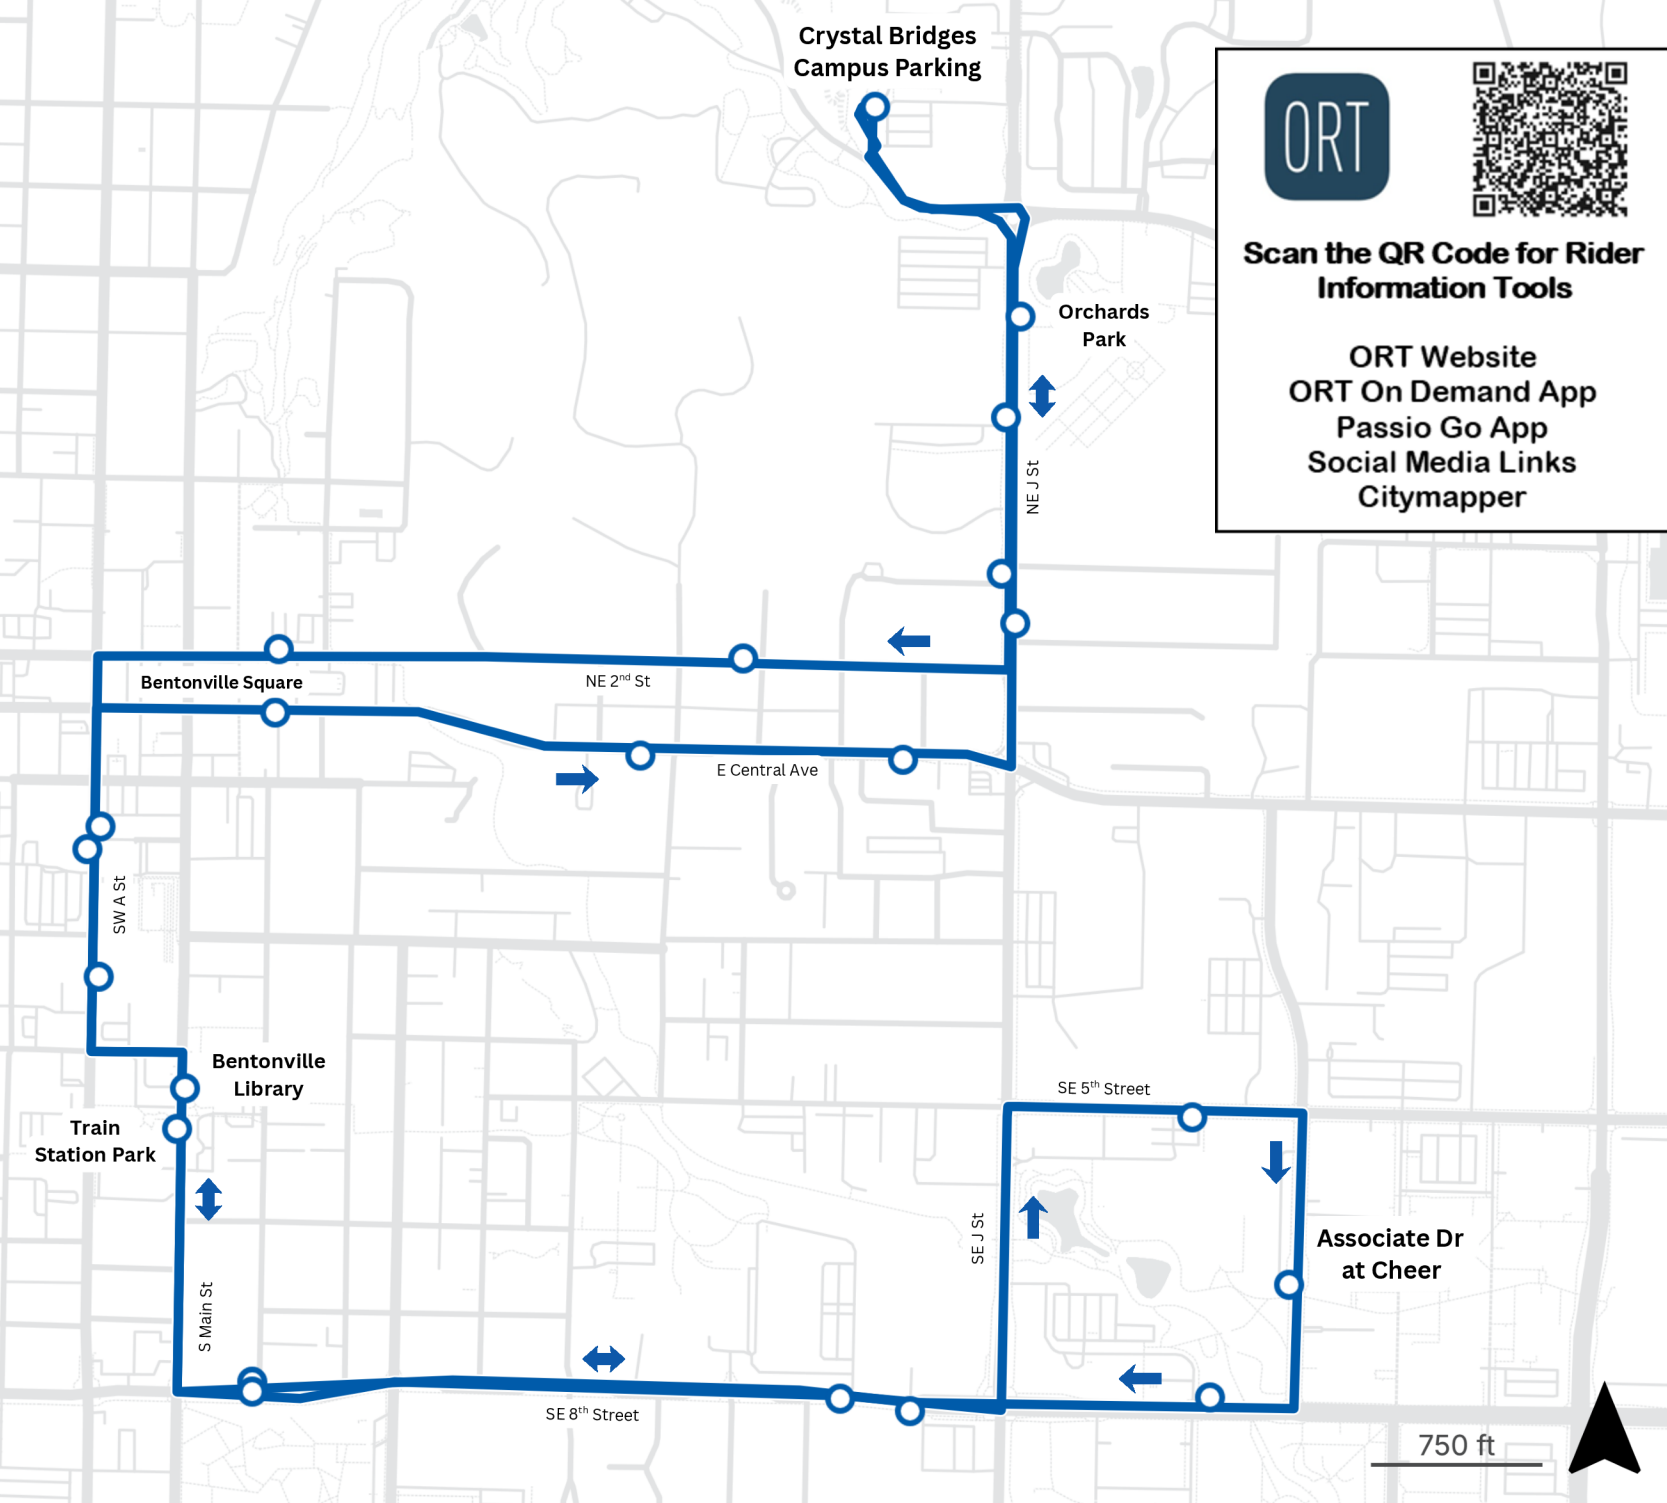 Crystal Bridges
Campus Parking
ORT
Scan the QR Code for Rider
Information Tools
ORT Website
ORT On Demand App
Passio Go App
Social Media Links
Citymapper
Orchards
Park
NE J St
Bentonville Square
NE 2nd St
E Central Ave
SW A St
Bentonville
Library
Train
Station Park
SE 5th Street
SE J St
Associate Dr
at Cheer
S Main St
SE 8th Street
750 ft